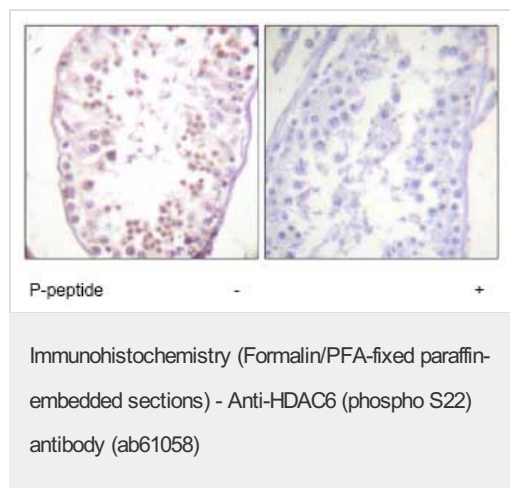 P-peptide - +
Immunohistochemistry (Formalin/PFA-fixed paraffin-
embedded sections) - Anti-HDAC6 (phospho S22)
antibody (ab61058)